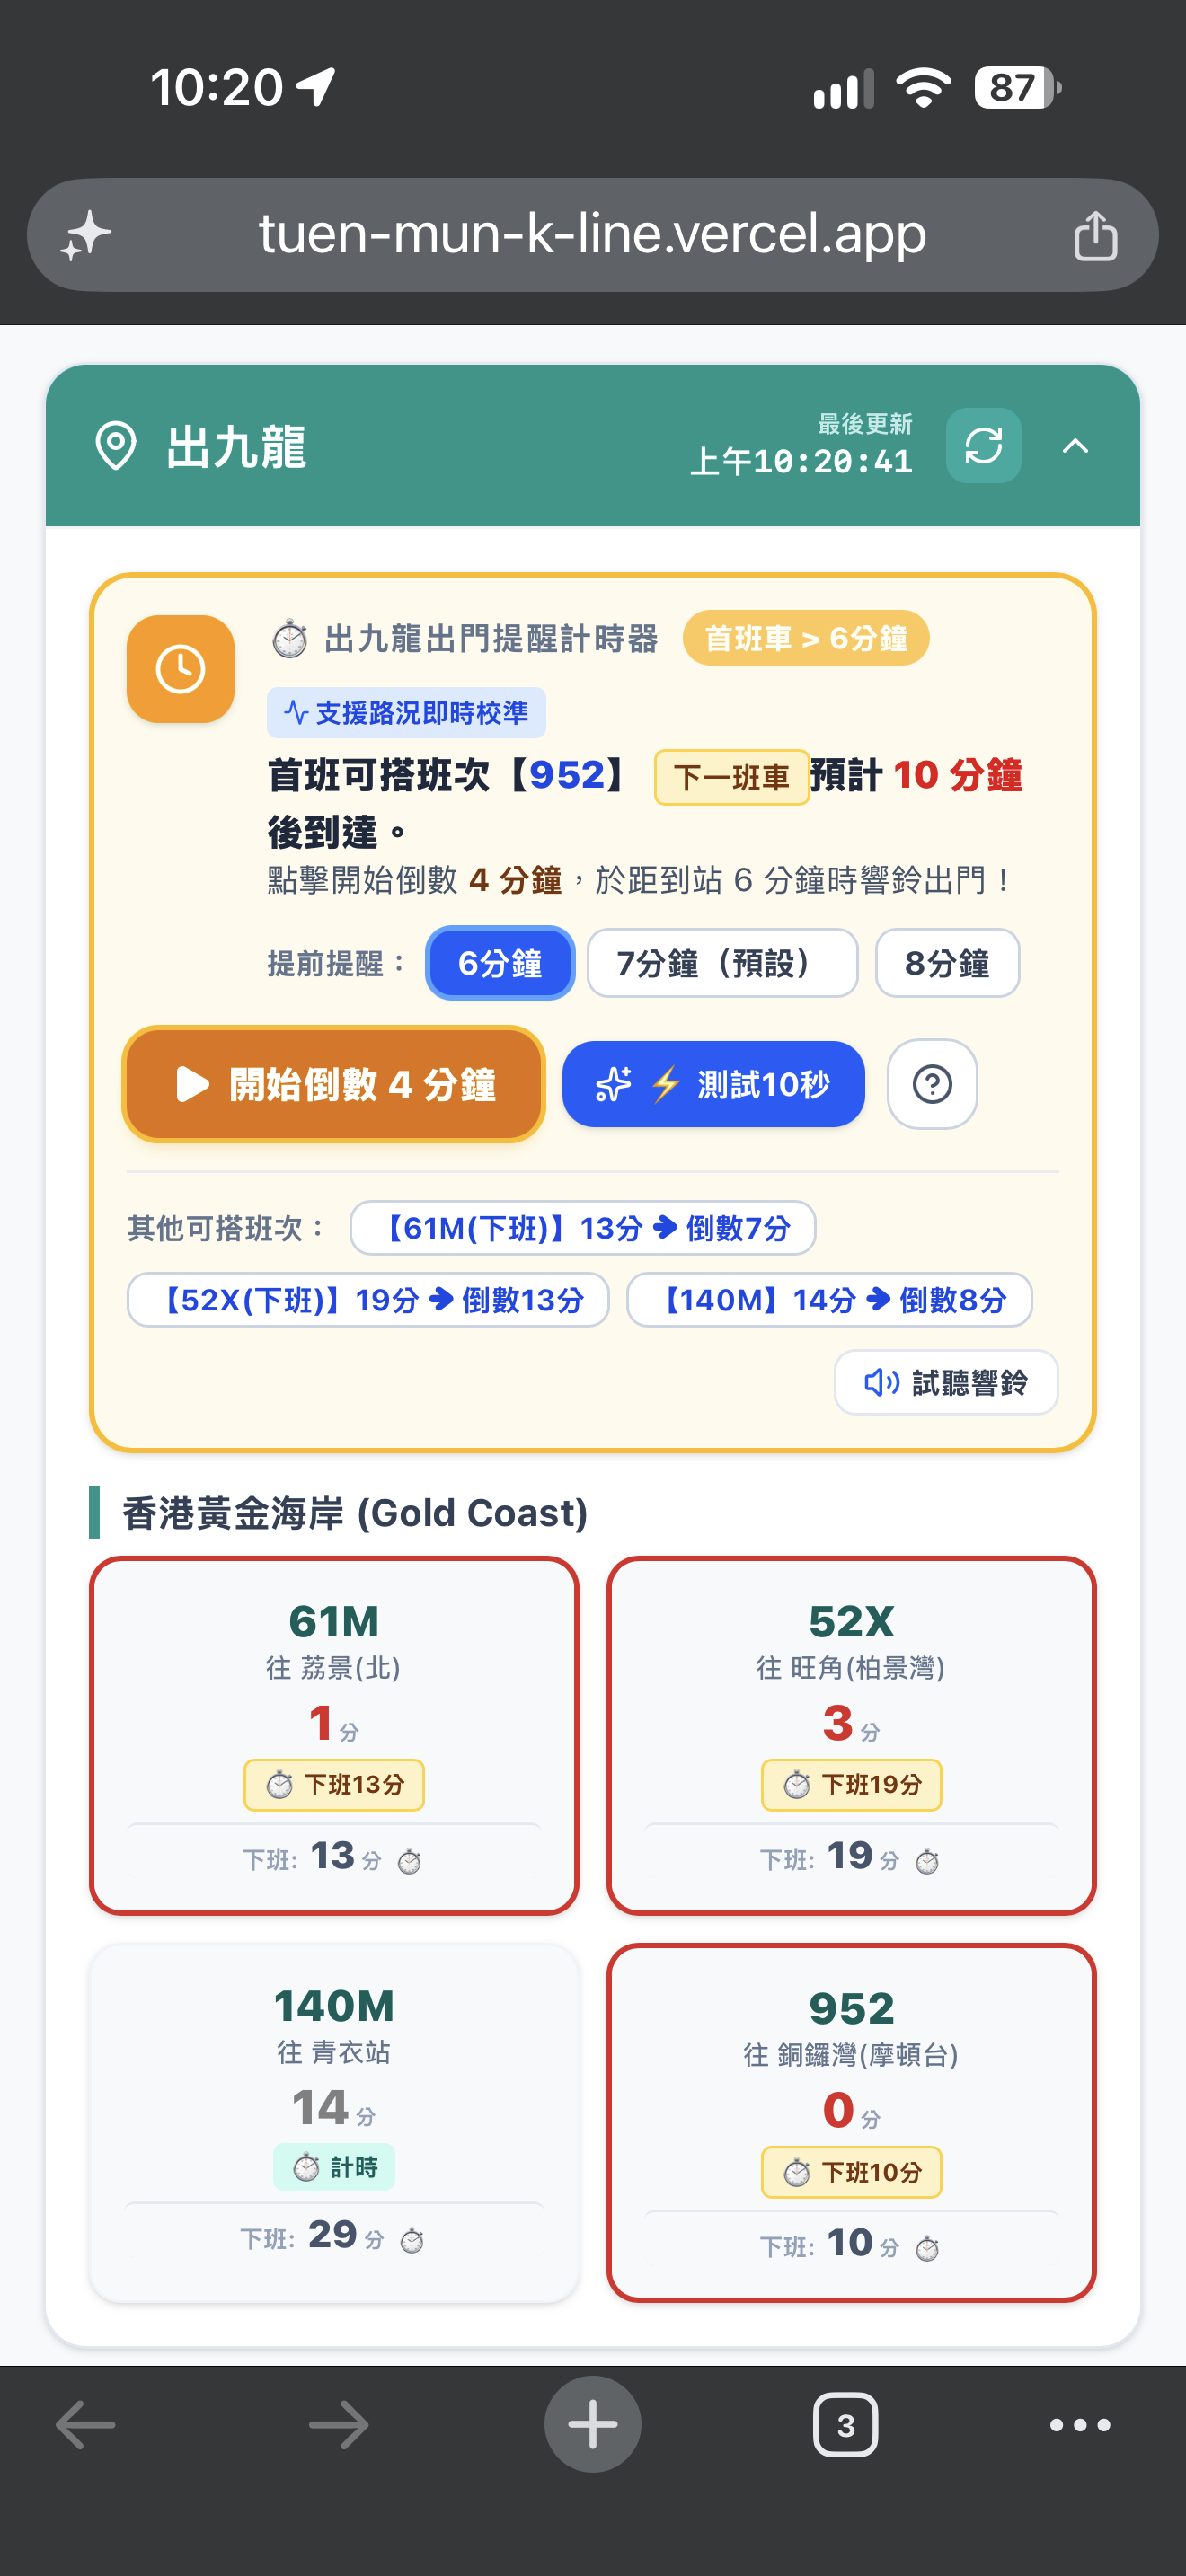 10:20
87
tuen-mun-k-line.vercel.app
出九龍
最後更新
上午10:20:41
⏱️ 出九龍出門提醒計時器 首班車 > 6分鐘
支援路況即時校準
首班可搭班次【952】 下一班車 預計 10 分鐘
後到達。
點擊開始倒數 4 分鐘,於距到站 6 分鐘時響鈴出門!
提前提醒: 6分鐘 7分鐘(預設) 8分鐘
開始倒數 4 分鐘 ⚡ 測試10秒
其他可搭班次: 【61M(下班)】13分 ➔ 倒數7分
【52X(下班)】19分 ➔ 倒數13分 【140M】14分 ➔ 倒數8分
試聽響鈴
香港黃金海岸 (Gold Coast)
61M
往 荔景(北)
1 分
⏱️ 下班13分
下班: 13 分 ⏱️
52X
往 旺角(柏景灣)
3 分
⏱️ 下班19分
下班: 19 分 ⏱️
140M
往 青衣站
14 分
⏱️ 計時
下班: 29 分 ⏱️
952
往 銅鑼灣(摩頓台)
0 分
⏱️ 下班10分
下班: 10 分 ⏱️
3